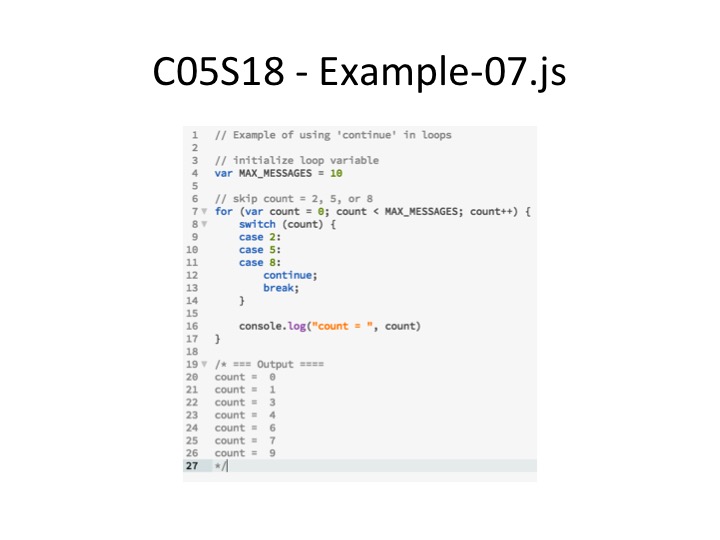 C05S18 - Example-07.js
1 // Example of using 'continue' in loops
2
3 // initialize loop variable
4 var MAX_MESSAGES = 10
5
6 // skip count = 2, 5, or 8
7 for (var count = 0; count < MAX_MESSAGES; count++) {
8 switch (count) {
9 case 2:
10 case 5:
11 case 8:
12 continue;
13 break;
14 }
15
16 console.log("count = ", count)
17 }
18
19 /* === Output ====
20 count =  0
21 count =  1
22 count =  3
23 count =  4
24 count =  6
25 count =  7
26 count =  9
27 */